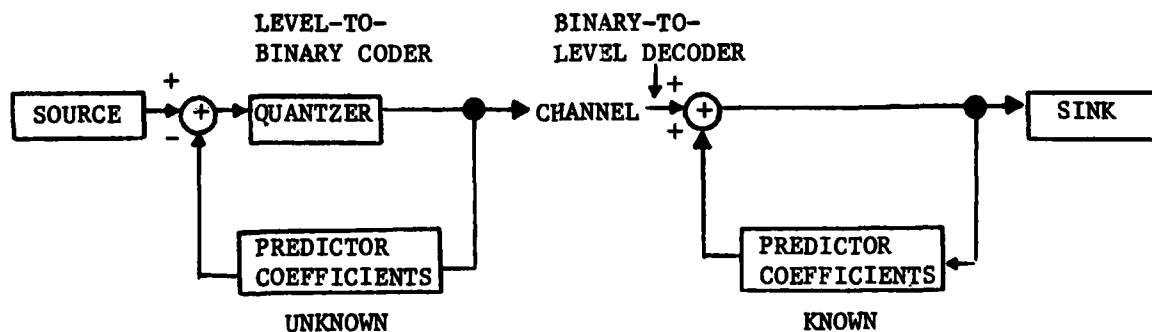 LEVEL-TO-
BINARY CODER
BINARY-TO-
LEVEL DECODER
+
+
SOURCE
+
QUANTZER
CHANNEL
+
SINK
-
+
PREDICTOR
COEFFICIENTS
PREDICTOR
COEFFICIENTS
UNKNOWN
KNOWN